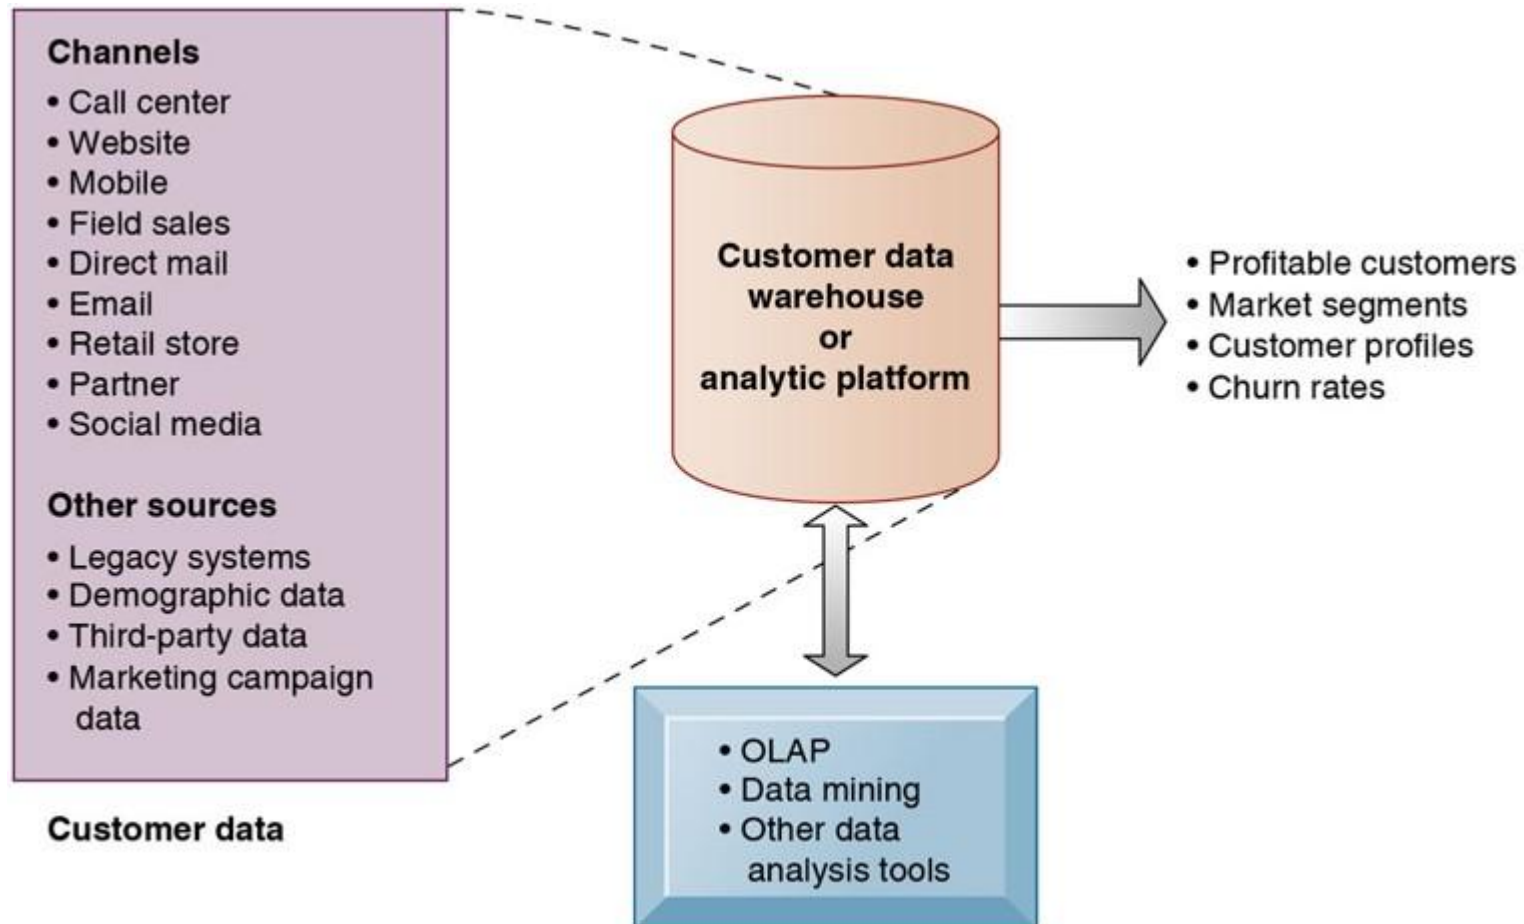 Channels
• Call center
• Website
• Mobile
• Field sales
• Direct mail
• Email
• Retail store
• Partner
• Social media
Other sources
• Legacy systems
• Demographic data
• Third-party data
• Marketing campaign
data
Customer data
Customer data
warehouse
or
analytic platform
• Profitable customers
• Market segments
• Customer profiles
• Churn rates
• OLAP
• Data mining
• Other data
analysis tools